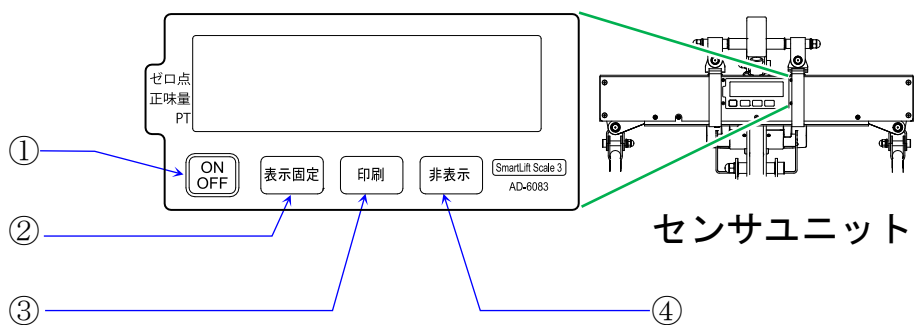 ゼロ点
正味量
PT
①
ON
OFF
表示固定
印刷
非表示
SmartLift Scale 3
AD-6083
②
センサユニット
③
④